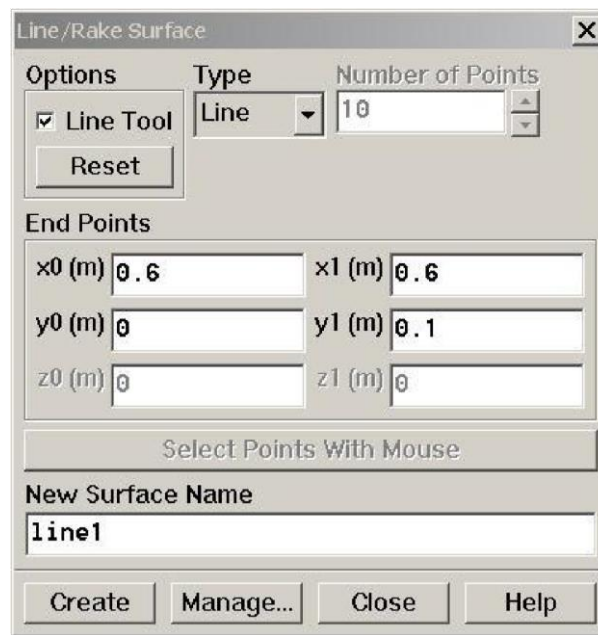 Line/Rake Surface
Options Type Number of Points
Line Tool Line 10
Reset
End Points
x0 (m) 0.6 x1 (m) 0.6
y0 (m) 0 y1 (m) 0.1
z0 (m) 0 z1 (m) 0
Select Points With Mouse
New Surface Name
line1
Create Manage... Close Help